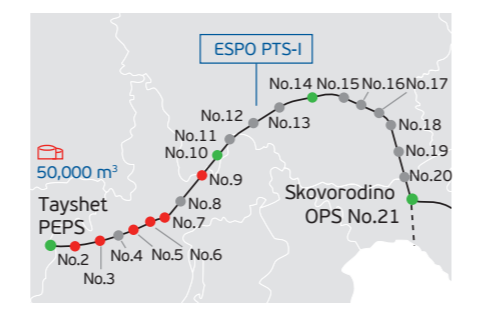 ESPO PTS-I
No.14
No.15
No.16
No.17
No.12
No.13
No.18
No.11
No.10
No.19
50,000 m³
No.9
No.20
Tayshet
PEPS
No.8
Skovorodino
OPS No.21
No.7
No.2
No.4
No.5
No.6
No.3